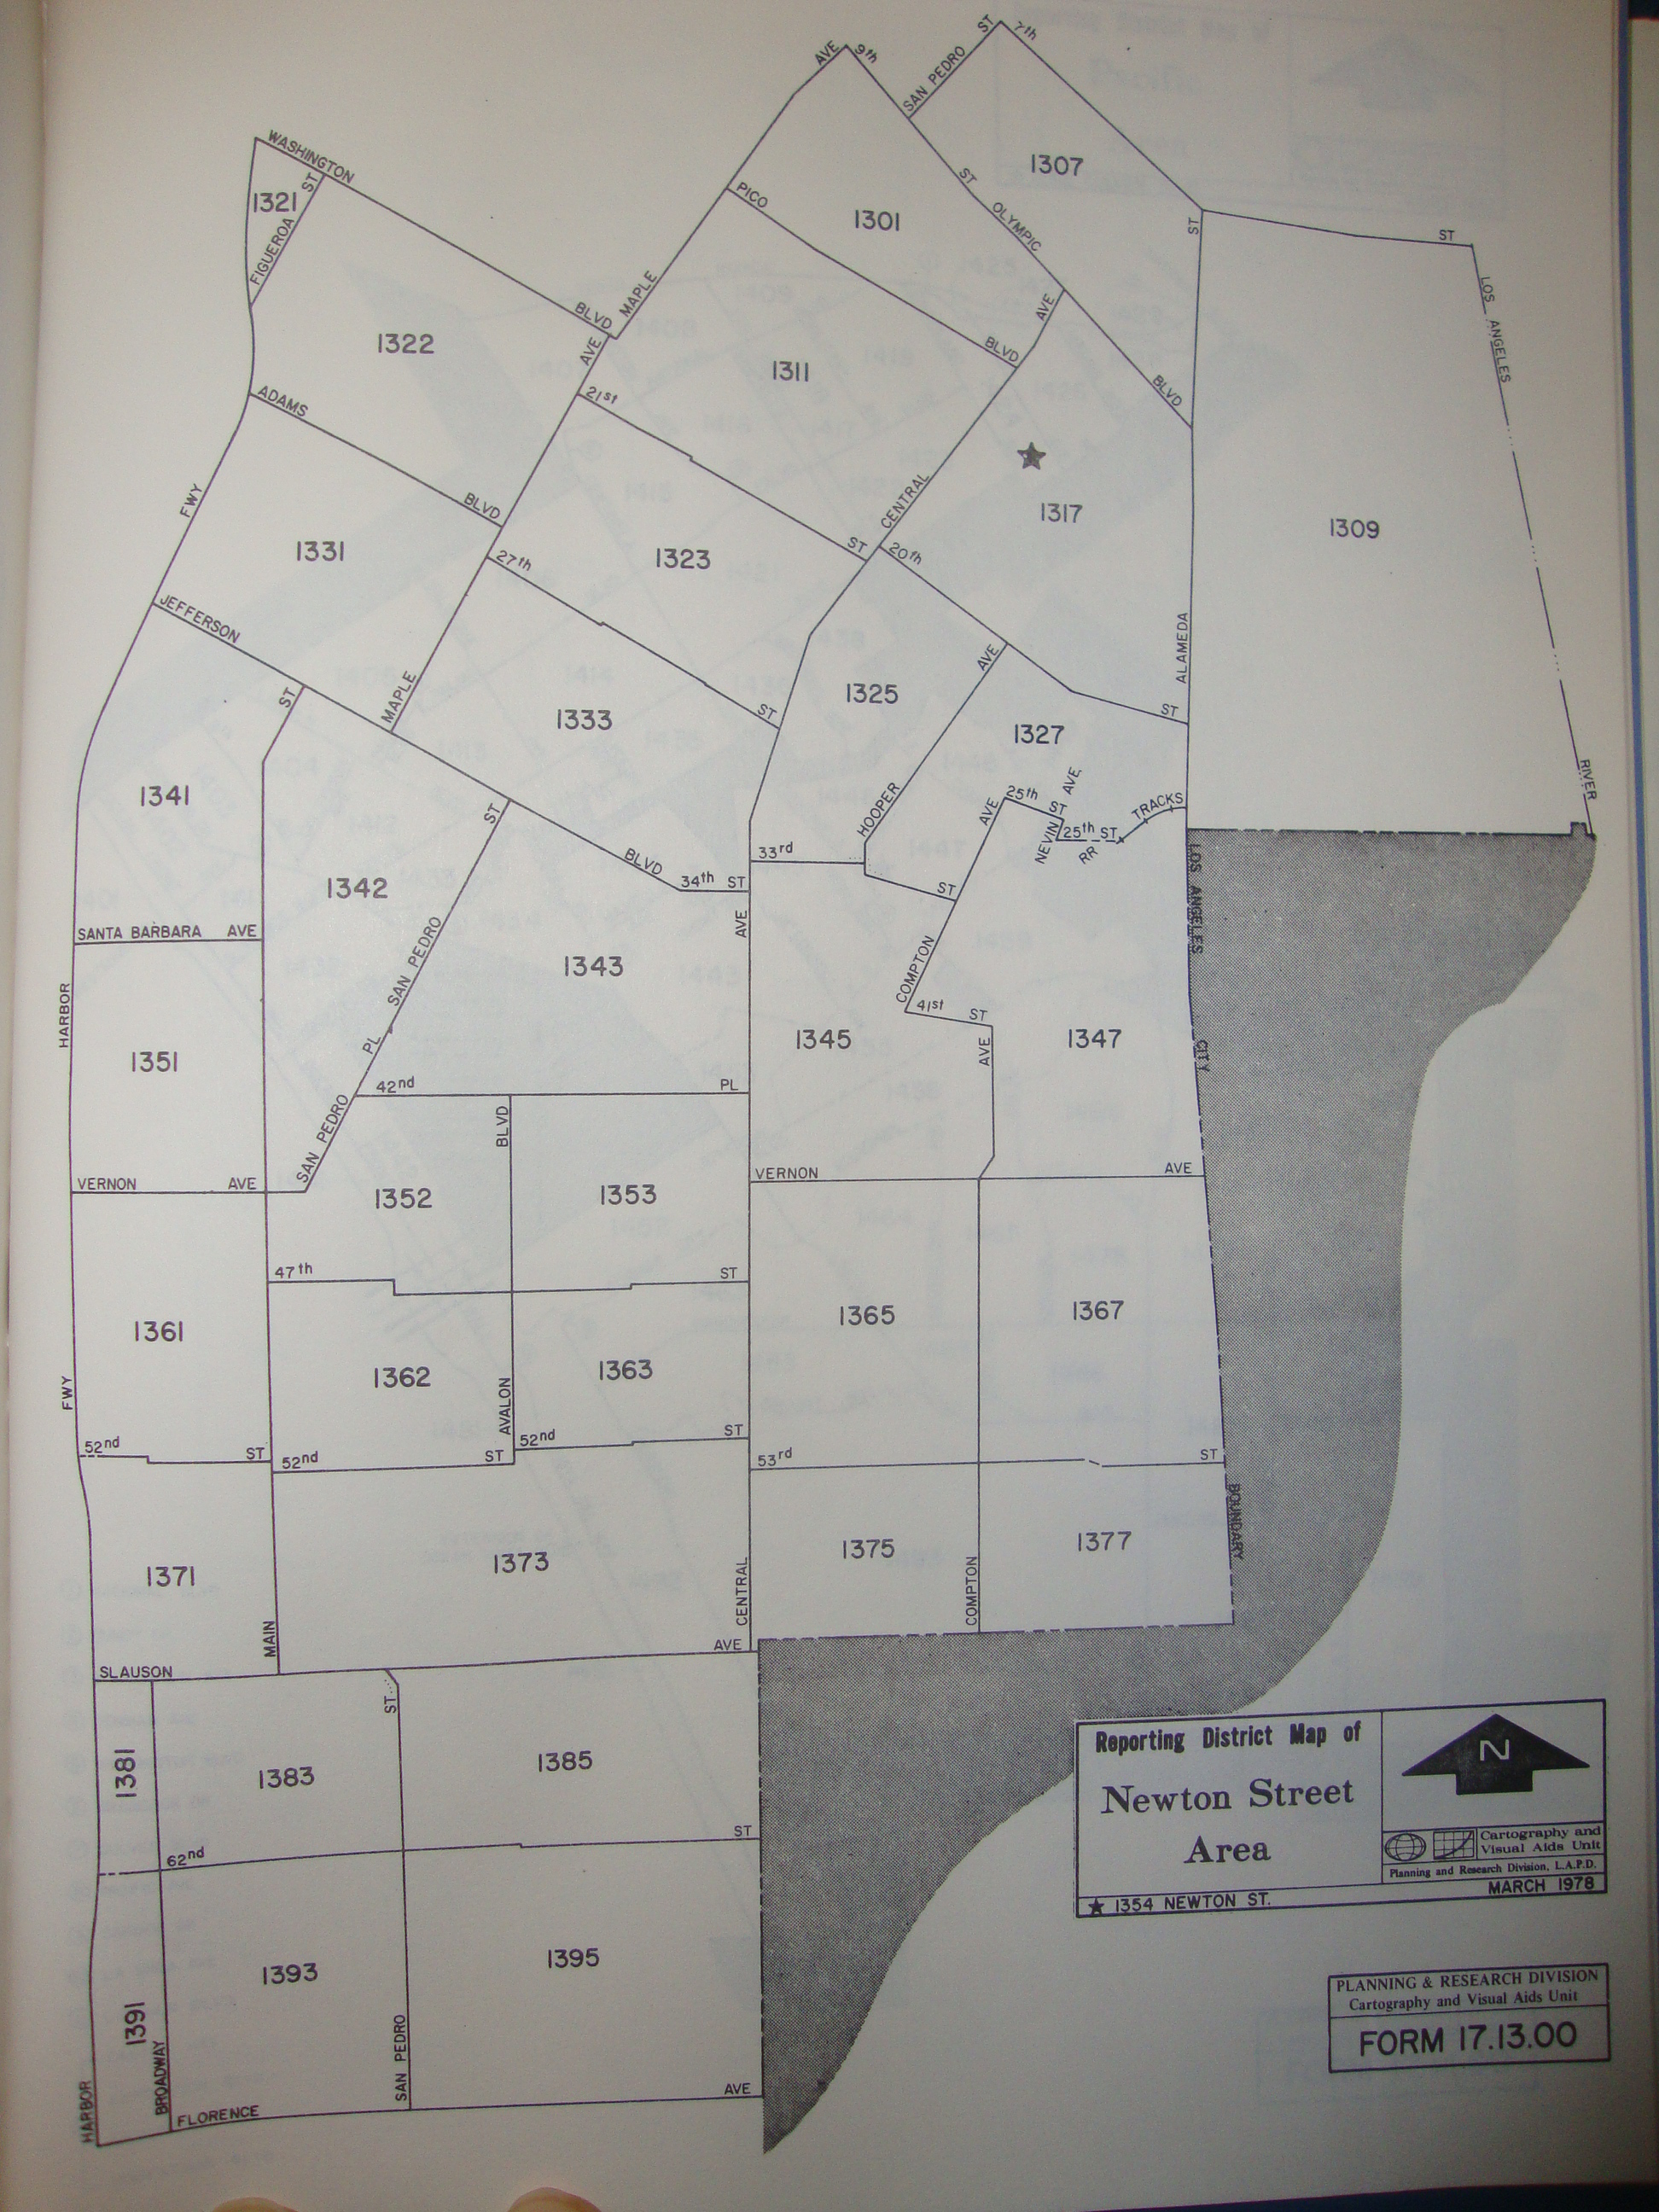 AVE
9th
SAN PEDRO ST
7th
WASHINGTON
1321
FIGUEROA ST
ST
OLYMPIC
1307
PICO
1301
ST
ST
LOS ANGELES
1322
BLVD
MAPLE
AVE
AVE
1311
BLVD
BLVD
ADAMS
21st
FWY
BLVD
1331
27th
1323
ST
CENTRAL
20th
1317
1309
JEFFERSON
ST
MAPLE
1333
ST
1325
AVE
ALAMEDA
ST
1327
1341
ST
HOOPER
25th ST
AVE
NEVIN AVE
25th ST
RR TRACKS
RIVER
BLVD
34th ST
33rd
ST
1342
SANTA BARBARA AVE
SAN PEDRO
1343
AVE
COMPTON
41st ST
LOS ANGELES
HARBOR
1351
PL
1345
AVE
1347
CITY
42nd PL
SAN PEDRO
BLVD
VERNON AVE
VERNON AVE
1352
1353
47th ST
1361
1365
1367
1362
1363
FWY
AVALON
52nd ST
52nd ST
52nd ST
53rd ST
BOUNDARY
1371
1373
1375
1377
MAIN
CENTRAL
COMPTON
SLAUSON AVE
ST
1381
1383
1385
62nd ST
1391
1393
1395
HARBOR
BROADWAY
SAN PEDRO
FLORENCE AVE
Reporting District Map of
Newton Street
Area
N
Cartography and
Visual Aids Unit
Planning and Research Division, L.A.P.D.
★ 1354 NEWTON ST.
MARCH 1978
PLANNING & RESEARCH DIVISION
Cartography and Visual Aids Unit
FORM 17.13.00